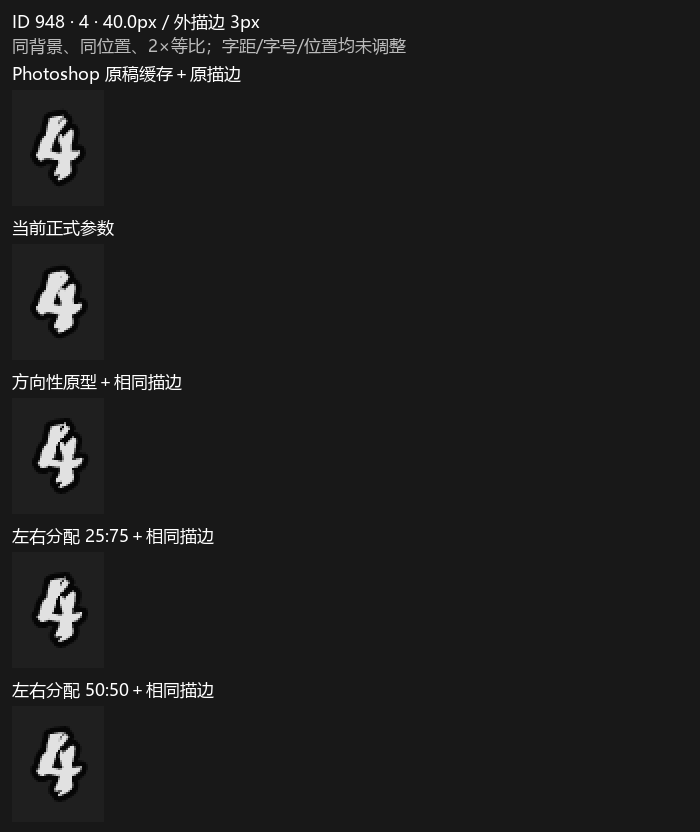 ID 948 · 4 · 40.0px / 外描边 3px
同背景、同位置、2×等比；字距/字号/位置均未调整
Photoshop 原稿缓存＋原描边
4
当前正式参数
4
方向性原型＋相同描边
4
左右分配 25:75＋相同描边
4
左右分配 50:50＋相同描边
4